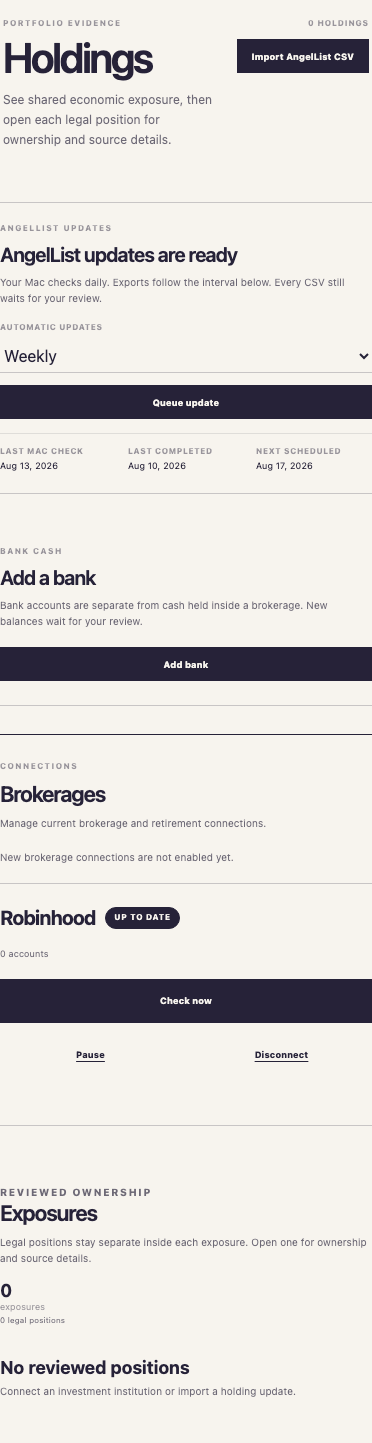 PORTFOLIO EVIDENCE
0 HOLDINGS
Holdings
Import AngelList CSV
See shared economic exposure, then
open each legal position for
ownership and source details.
ANGELLIST UPDATES
AngelList updates are ready
Your Mac checks daily. Exports follow the interval below. Every CSV still
waits for your review.
AUTOMATIC UPDATES
Weekly
Queue update
LAST MAC CHECK
Aug 13, 2026
LAST COMPLETED
Aug 10, 2026
NEXT SCHEDULED
Aug 17, 2026
BANK CASH
Add a bank
Bank accounts are separate from cash held inside a brokerage. New
balances wait for your review.
Add bank
CONNECTIONS
Brokerages
Manage current brokerage and retirement connections.
New brokerage connections are not enabled yet.
Robinhood
UP TO DATE
0 accounts
Check now
Pause
Disconnect
REVIEWED OWNERSHIP
Exposures
Legal positions stay separate inside each exposure. Open one for ownership
and source details.
0
exposures
0 legal positions
No reviewed positions
Connect an investment institution or import a holding update.